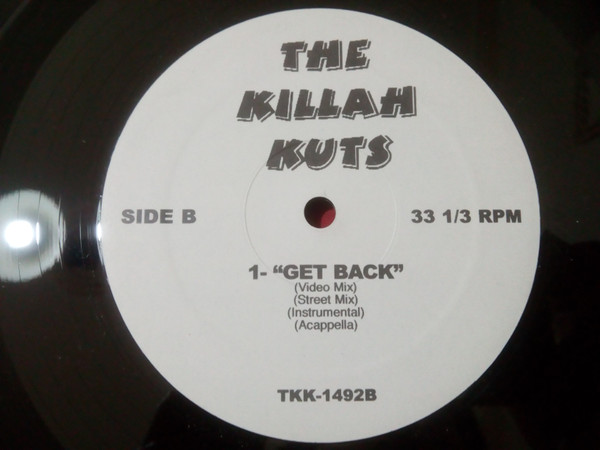 THE
KILLAH
KUTS
SIDE B
33 1/3 RPM
1- “GET BACK”
(Video Mix)
(Street Mix)
(Instrumental)
(Acappella)
TKK-1492B